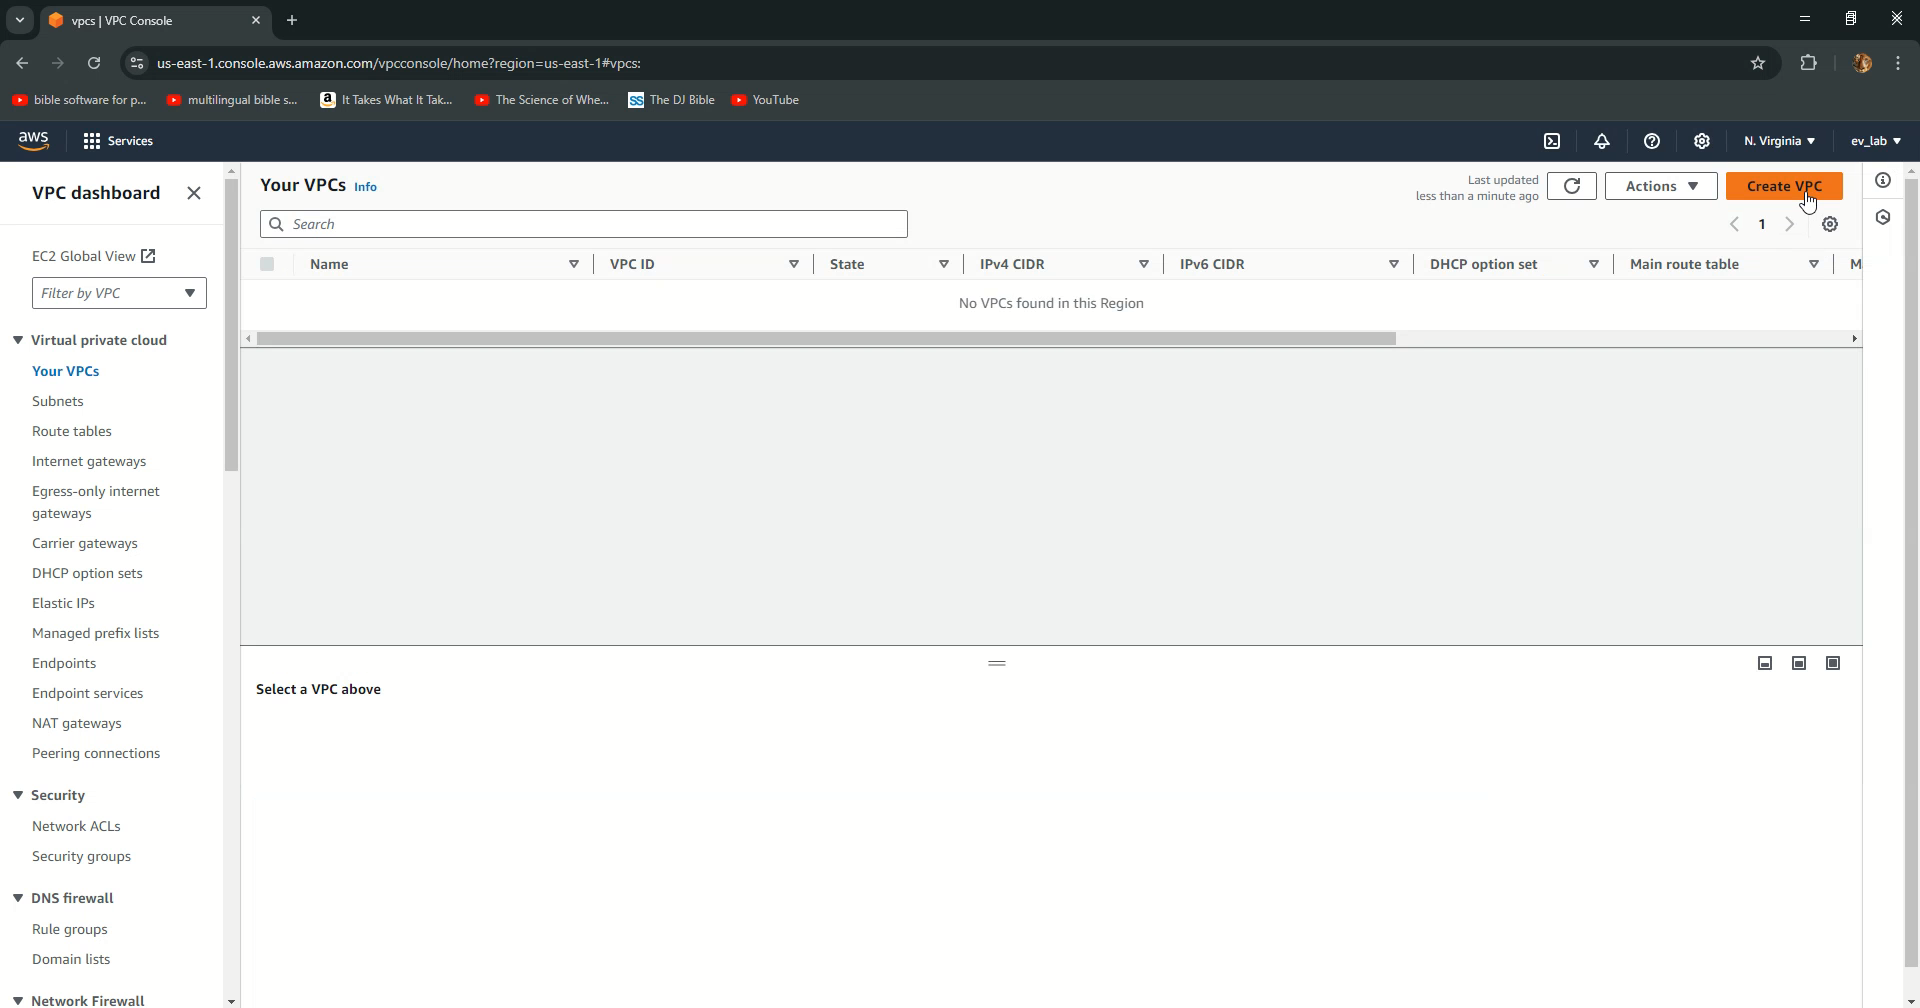 vpcs | VPC Console
us-east-1.console.aws.amazon.com/vpcconsole/home?region=us-east-1#vpcs:
bible software for p...
multilingual bible s...
It Takes What It Tak...
The Science of Whe...
SS The DJ Bible
YouTube
aws
Services
N. Virginia
ev_lab
VPC dashboard
EC2 Global View
Filter by VPC
Virtual private cloud
Your VPCs
Subnets
Route tables
Internet gateways
Egress-only internet
gateways
Carrier gateways
DHCP option sets
Elastic IPs
Managed prefix lists
Endpoints
Endpoint services
NAT gateways
Peering connections
Security
Network ACLs
Security groups
DNS firewall
Rule groups
Domain lists
Network Firewall
Your VPCs Info
Last updated
less than a minute ago
Actions
Create VPC
Search
1
Name
VPC ID
State
IPv4 CIDR
IPv6 CIDR
DHCP option set
Main route table
M
No VPCs found in this Region
Select a VPC above